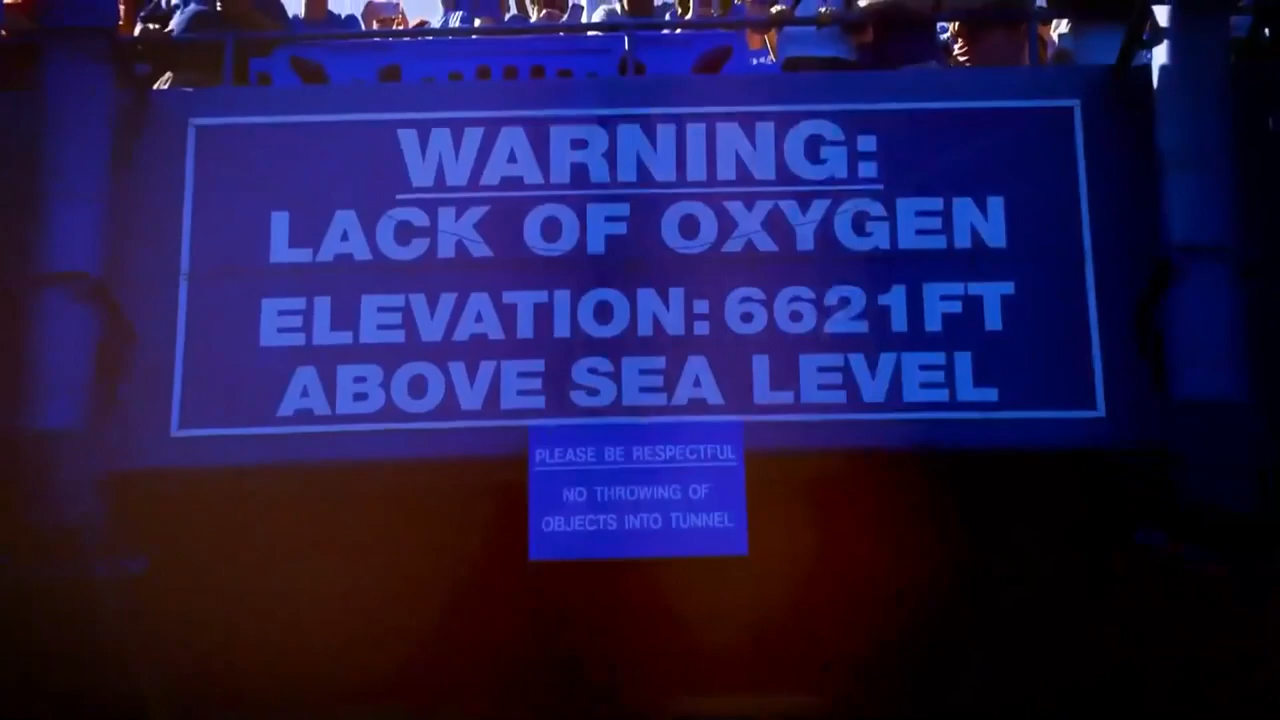 WARNING:
LACK OF OXYGEN
ELEVATION: 6621FT
ABOVE SEA LEVEL
PLEASE BE RESPECTFUL
NO THROWING OF
OBJECTS INTO TUNNEL